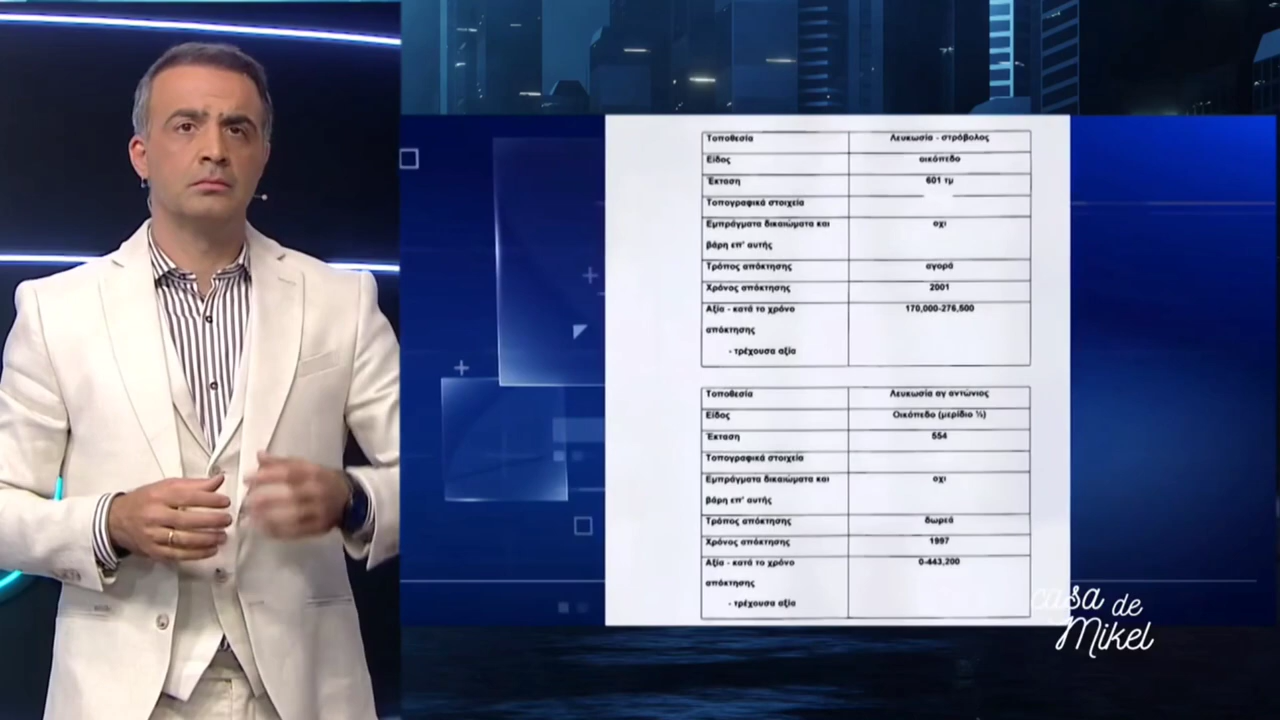 Τοποθεσία Λευκωσία - στρόβολος
Είδος οικόπεδο
Έκταση 601 τμ
Τοπογραφικά στοιχεία
Εμπράγματα δικαιώματα και οχι
βάρη επ' αυτής
Τρόπος απόκτησης αγορά
Χρόνος απόκτησης 2001
Αξία - κατά το χρόνο 170,000-276,500
απόκτησης
- τρέχουσα αξία
Τοποθεσία Λευκωσία αγ αντώνιος
Είδος Οικόπεδο (μερίδιο ½)
Έκταση 554
Τοπογραφικά στοιχεία
Εμπράγματα δικαιώματα και οχι
βάρη επ' αυτής
Τρόπος απόκτησης δωρεά
Χρόνος απόκτησης 1997
Αξία - κατά το χρόνο 0-443,200
απόκτησης
- τρέχουσα αξία
casa de
Mikel